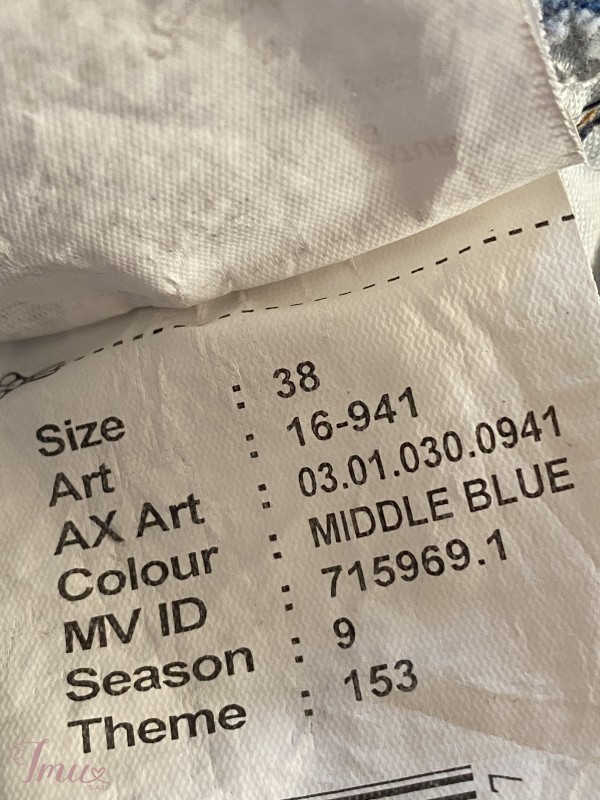 Size : 38
Art : 16-941
AX Art : 03.01.030.0941
Colour : MIDDLE BLUE
MV ID : 715969.1
Season : 9
Theme : 153
Imu